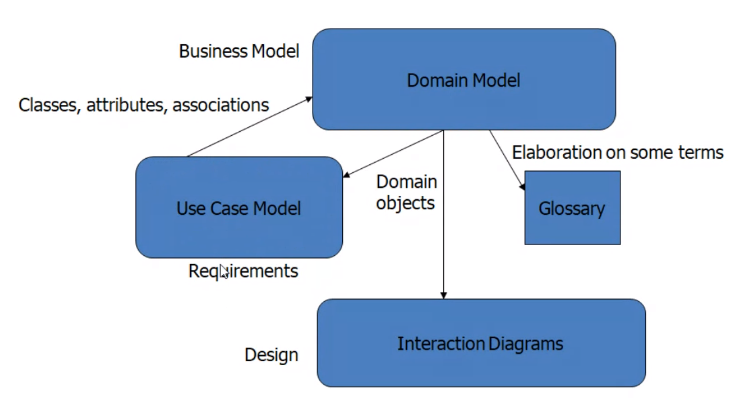 Business Model
Domain Model
Classes, attributes, associations
Elaboration on some terms
Domain
objects
Use Case Model
Glossary
Requirements
Interaction Diagrams
Design